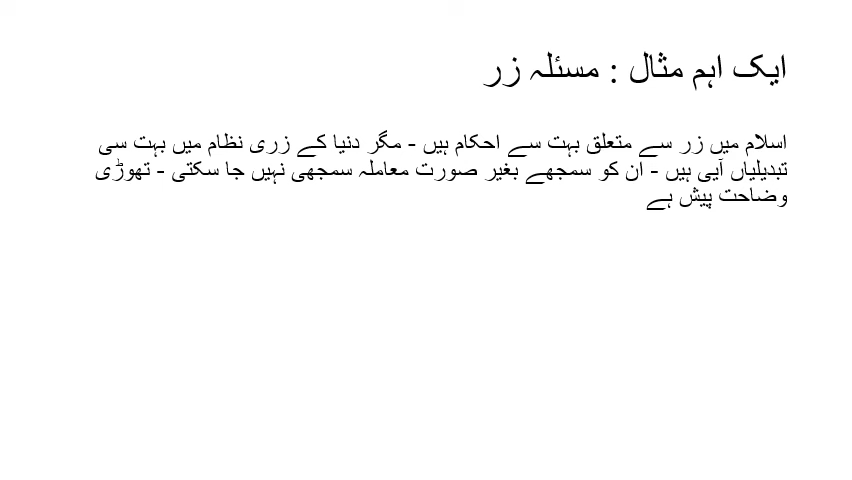 ایک اہم مثال : مسئلہ زر
اسلام میں زر سے متعلق بہت سے احکام ہیں - مگر دنیا کے زری نظام میں بہت سی
تبدیلیاں آیی ہیں - ان کو سمجھے بغیر صورت معاملہ سمجھی نہیں جا سکتی - تھوڑی
وضاحت پیش ہے